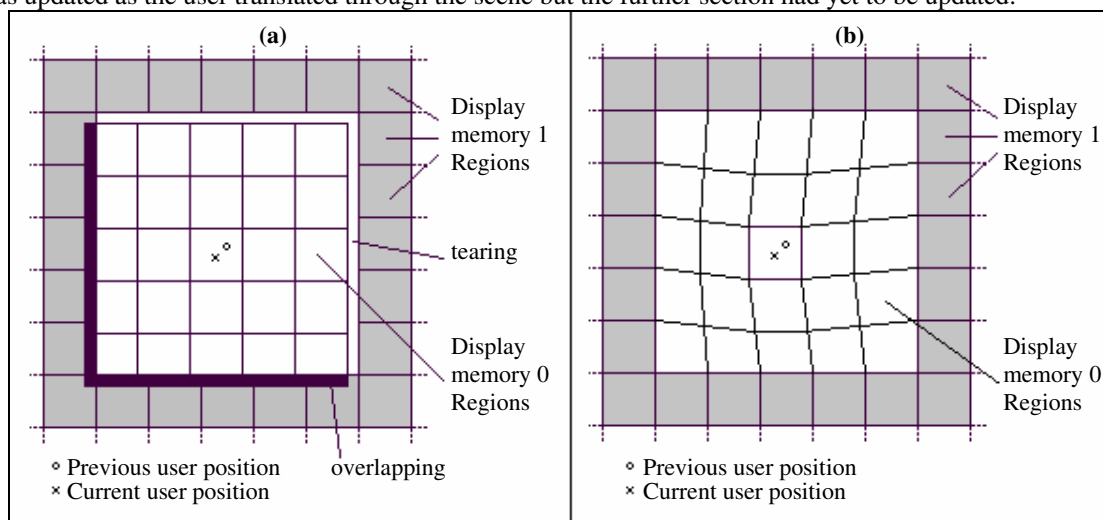 as updated as the user translated through the scene but the further section had yet to be updated.
(a)
Display
memory 1
Regions
tearing
Display
memory 0
Regions
overlapping
Previous user position
Current user position
(b)
Display
memory 1
Regions
Display
memory 0
Regions
Previous user position
Current user position